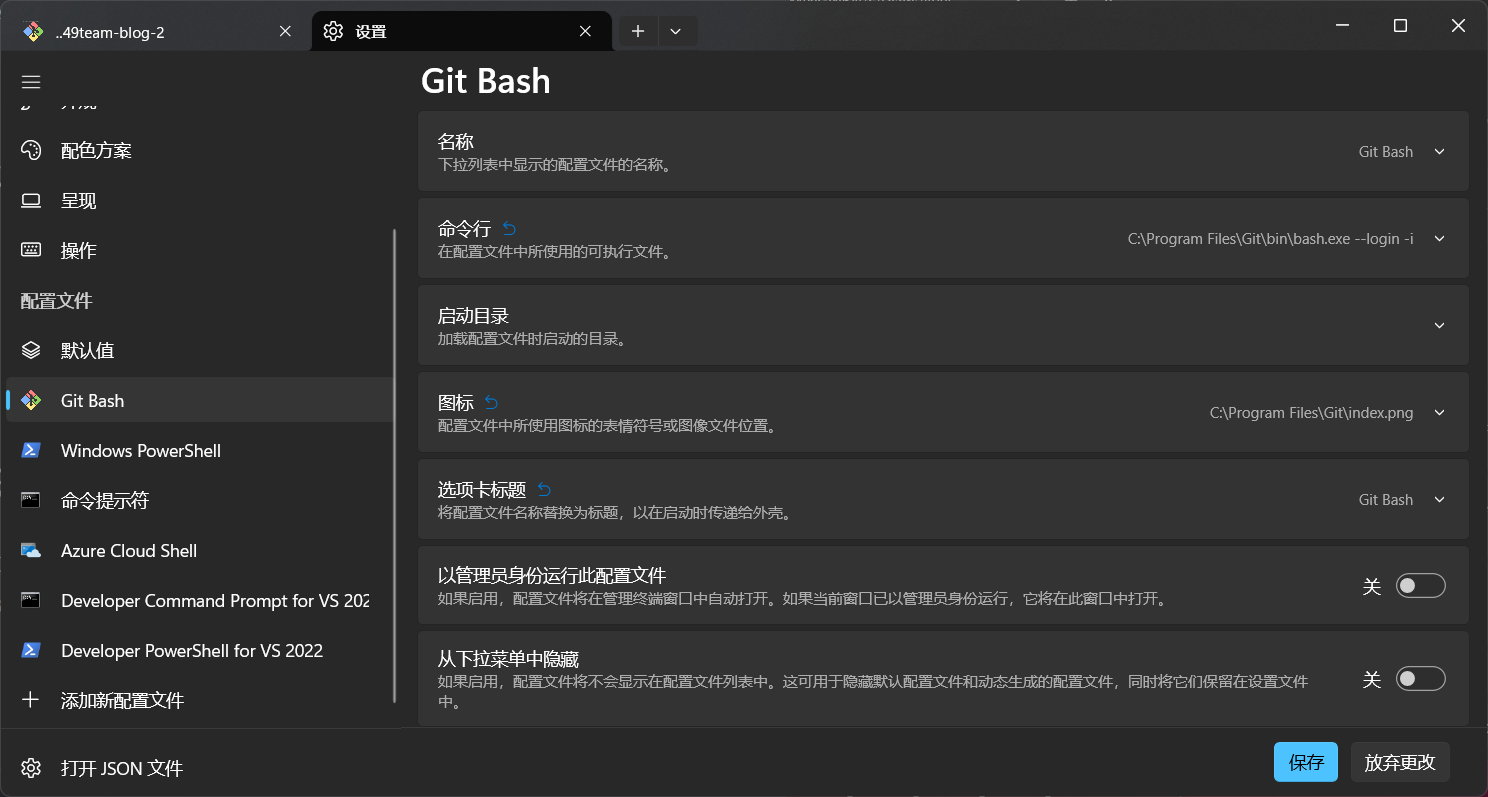 ..49team-blog-2
设置
Git Bash
配色方案
呈现
操作
配置文件
默认值
Git Bash
Windows PowerShell
命令提示符
Azure Cloud Shell
Developer Command Prompt for VS 202
Developer PowerShell for VS 2022
添加新配置文件
打开 JSON 文件
名称
下拉列表中显示的配置文件的名称。
Git Bash
命令行
在配置文件中所使用的可执行文件。
C:\Program Files\Git\bin\bash.exe --login -i
启动目录
加载配置文件时启动的目录。
图标
配置文件中所使用图标的表情符号或图像文件位置。
C:\Program Files\Git\index.png
选项卡标题
将配置文件名称替换为标题，以在启动时传递给外壳。
Git Bash
以管理员身份运行此配置文件
如果启用，配置文件将在管理终端窗口中自动打开。如果当前窗口已以管理员身份运行，它将在此窗口中打开。
关
从下拉菜单中隐藏
如果启用，配置文件将不会显示在配置文件列表中。这可用于隐藏默认配置文件和动态生成的配置文件，同时将它们保留在设置文件
中。
关
保存
放弃更改